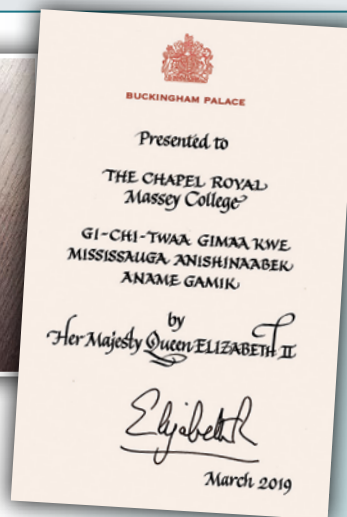 BUCKINGHAM PALACE
Presented to
THE CHAPEL ROYAL
Massey College
GI-CHI-TWAA GIMAA KWE
MISSISSAUGA ANISHINAABEK
ANAME GAMIK
by
Her Majesty Queen ELIZABETH II
Elizabeth R
March 2019